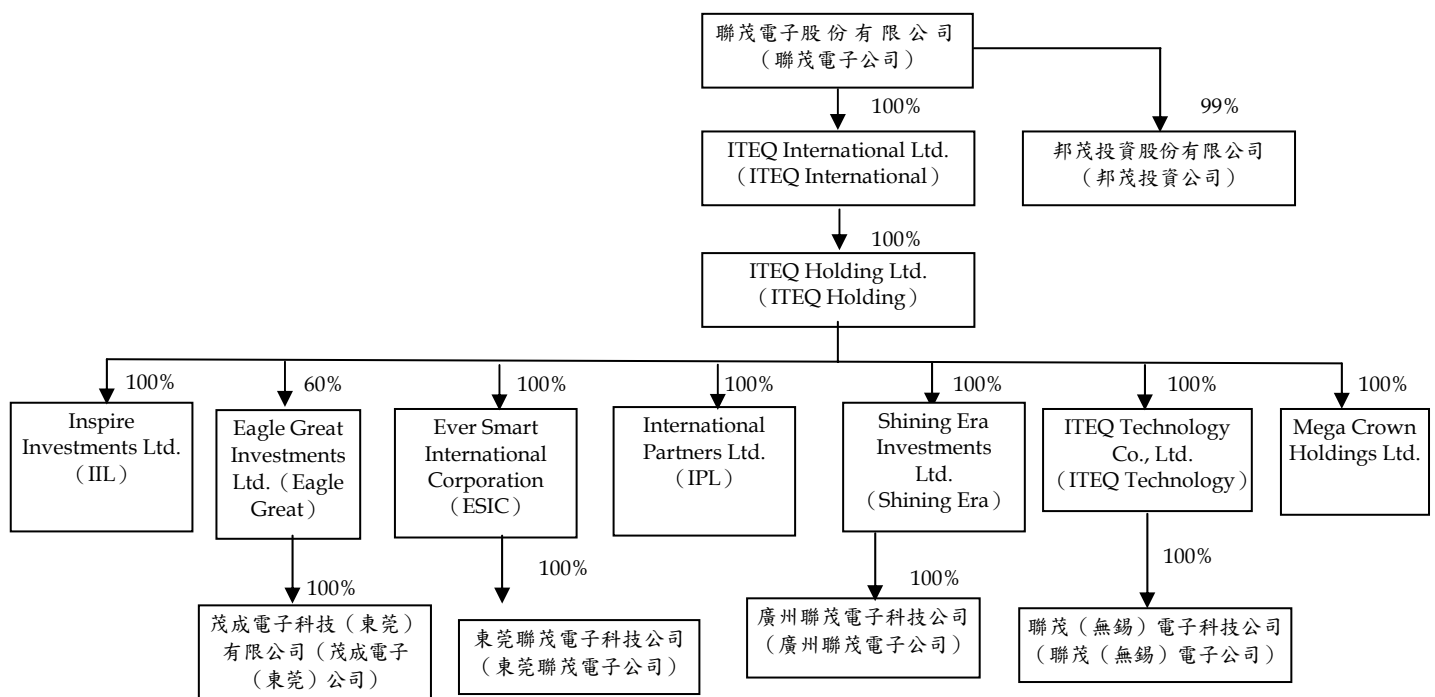 聯茂電子股份有限公司
（聯茂電子公司）
100%
99%
ITEQ International Ltd.
（ITEQ International）
邦茂投資股份有限公司
（邦茂投資公司）
100%
ITEQ Holding Ltd.
（ITEQ Holding）
100%
60%
100%
100%
100%
100%
100%
Inspire
Investments Ltd.
（IIL）
Eagle Great
Investments
Ltd.（Eagle
Great）
Ever Smart
International
Corporation
（ESIC）
International
Partners Ltd.
（IPL）
Shining Era
Investments
Ltd.
（Shining Era）
ITEQ Technology
Co., Ltd.
（ITEQ Technology）
Mega Crown
Holdings Ltd.
100%
100%
100%
100%
茂成電子科技（東莞）
有限公司（茂成電子
（東莞）公司）
東莞聯茂電子科技公司
（東莞聯茂電子公司）
廣州聯茂電子科技公司
（廣州聯茂電子公司）
聯茂（無錫）電子科技公司
（聯茂（無錫）電子公司）